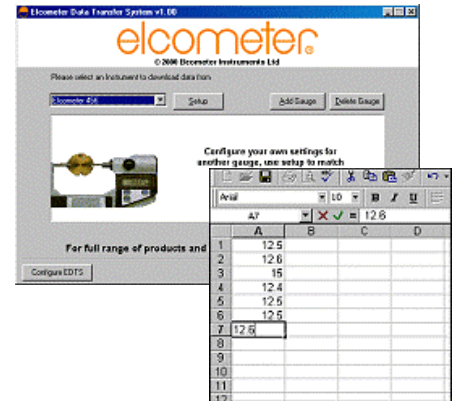 Elcometer Data Transfer System v1.00
elcometer®
© 2000 Elcometer Instruments Ltd
Please select an Instrument to download data from
Elcometer 456
Setup
Add Gauge
Delete Gauge
Configure your own settings for
another gauge, use setup to match
For full range of products and
Configure EDTS
Arial
10
B I U
A7
= 12.6
A B C D
1 12.5
2 12.6
3 15
4 12.4
5 12.5
6 12.5
7 12.6
8
9
10
11
12